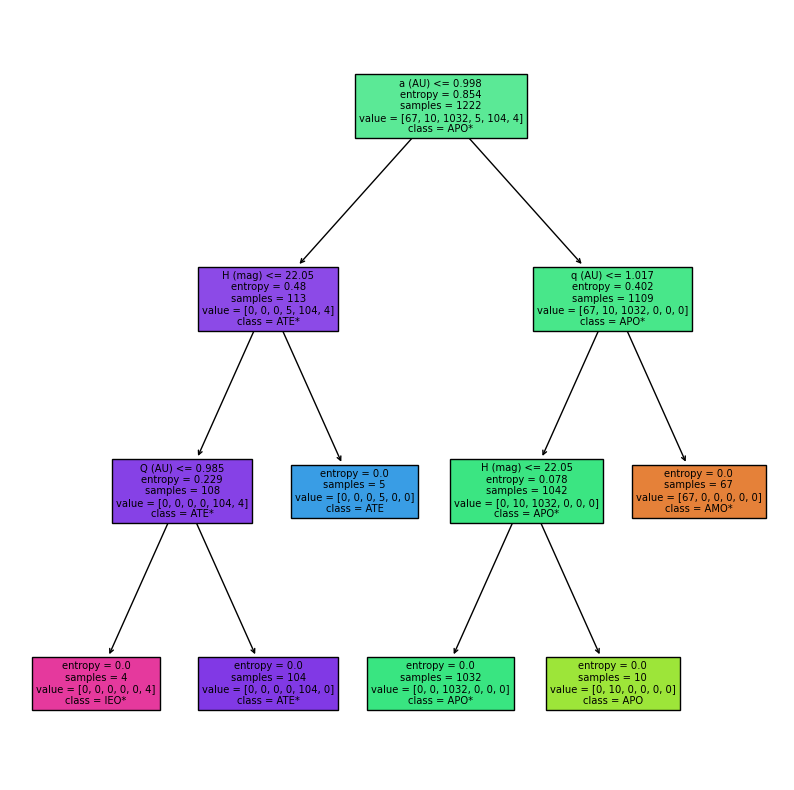 a (AU) <= 0.998
entropy = 0.854
samples = 1222
value = [67, 10, 1032, 5, 104, 4]
class = APO*
H (mag) <= 22.05
entropy = 0.48
samples = 113
value = [0, 0, 0, 5, 104, 4]
class = ATE*
q (AU) <= 1.017
entropy = 0.402
samples = 1109
value = [67, 10, 1032, 0, 0, 0]
class = APO*
Q (AU) <= 0.985
entropy = 0.229
samples = 108
value = [0, 0, 0, 0, 104, 4]
class = ATE*
entropy = 0.0
samples = 5
value = [0, 0, 0, 5, 0, 0]
class = ATE
H (mag) <= 22.05
entropy = 0.078
samples = 1042
value = [0, 10, 1032, 0, 0, 0]
class = APO*
entropy = 0.0
samples = 67
value = [67, 0, 0, 0, 0, 0]
class = AMO*
entropy = 0.0
samples = 4
value = [0, 0, 0, 0, 0, 4]
class = IEO*
entropy = 0.0
samples = 104
value = [0, 0, 0, 0, 104, 0]
class = ATE*
entropy = 0.0
samples = 1032
value = [0, 0, 1032, 0, 0, 0]
class = APO*
entropy = 0.0
samples = 10
value = [0, 10, 0, 0, 0, 0]
class = APO